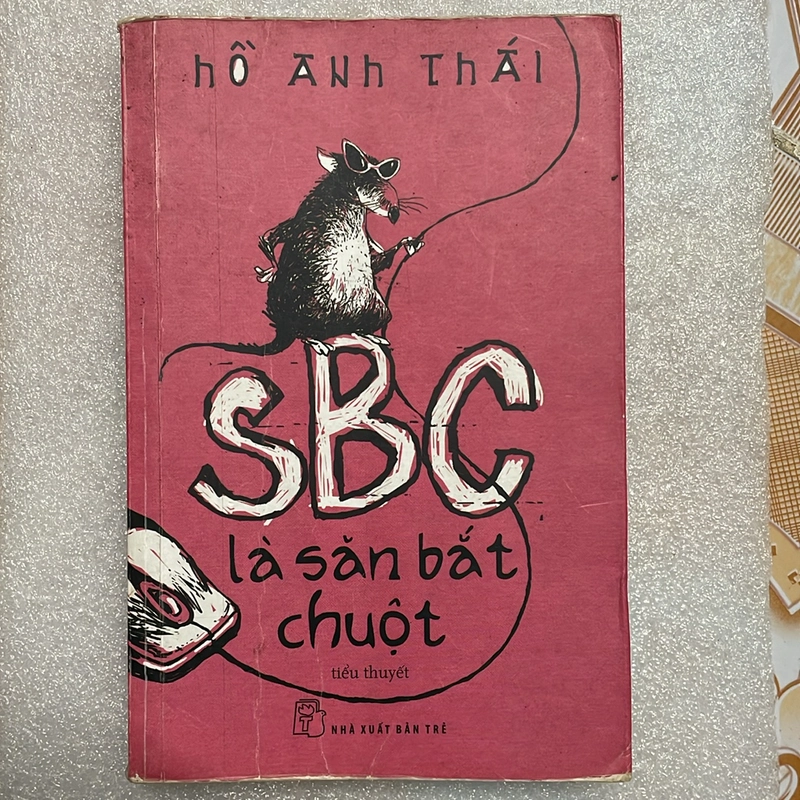 Hồ Anh Thái
SBC
là săn bắt
chuột
tiểu thuyết
NHÀ XUẤT BẢN TRẺ